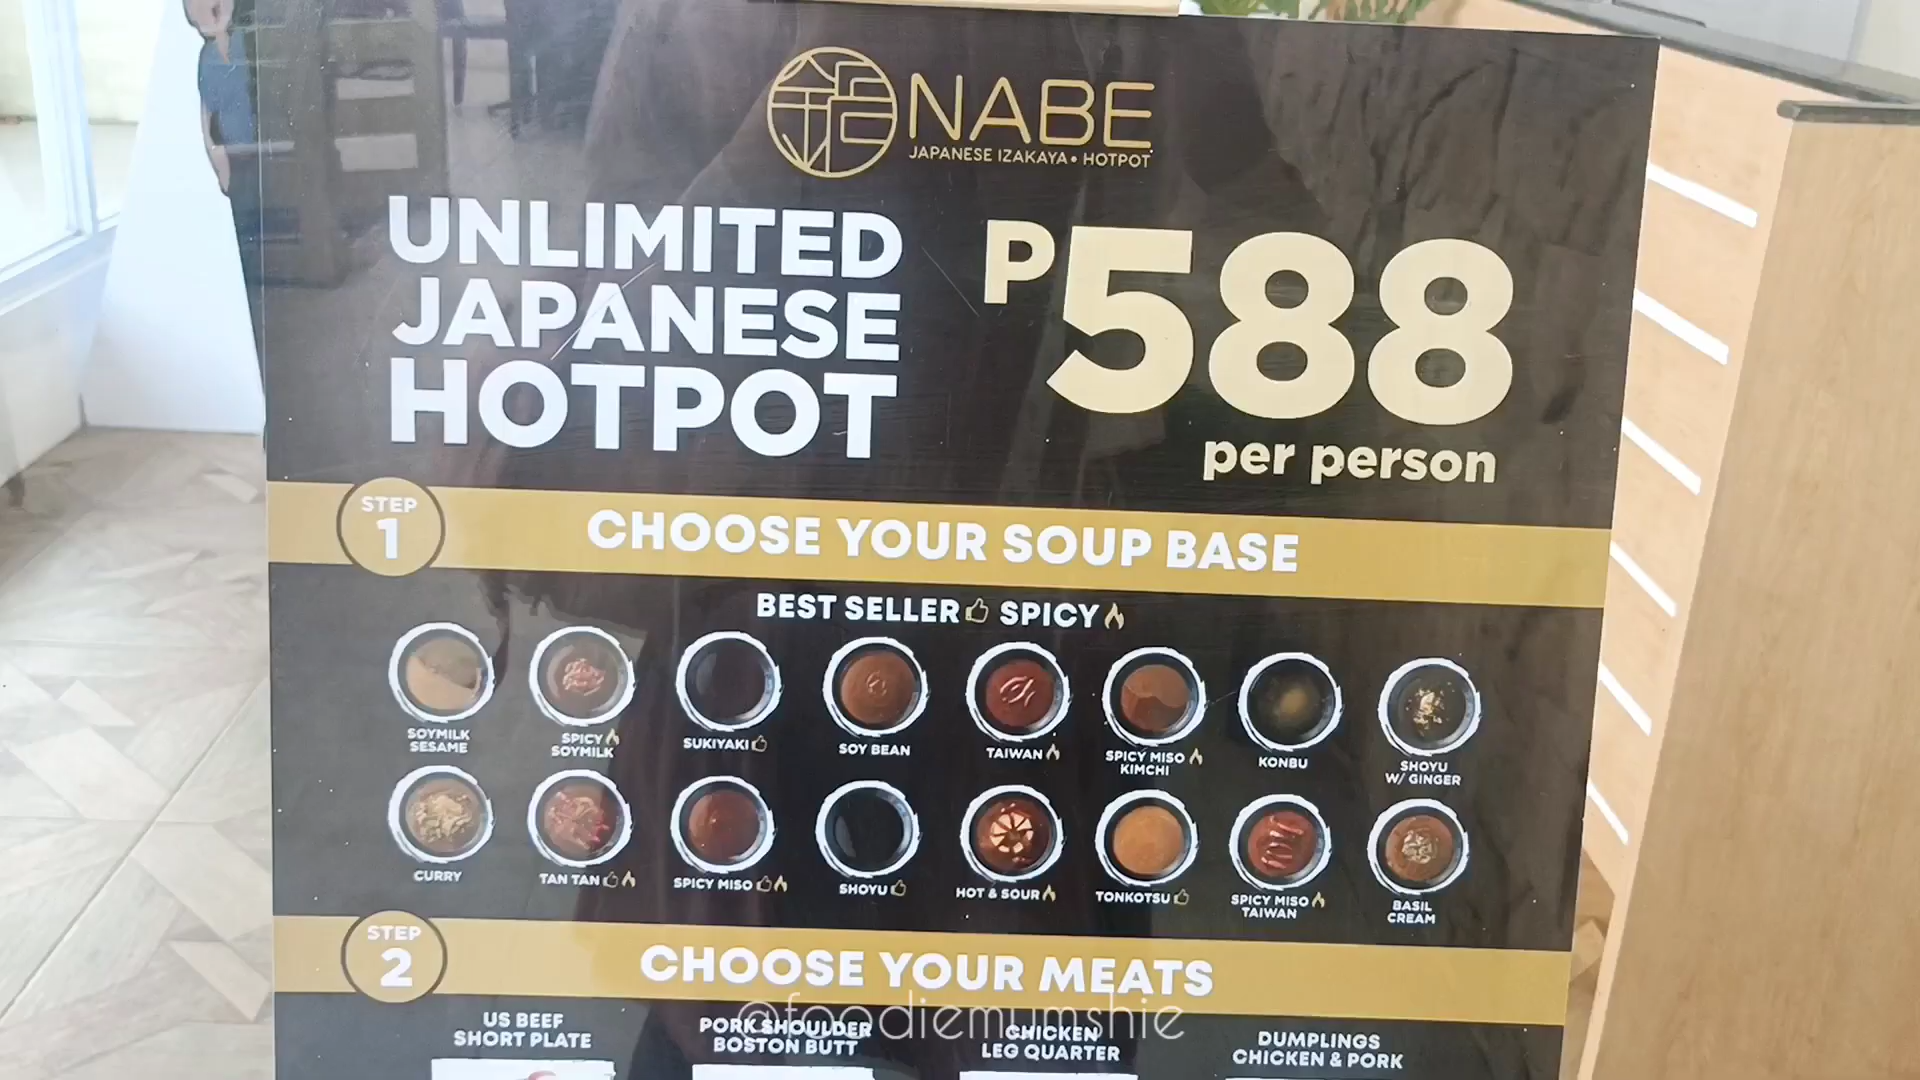 NABE
JAPANESE IZAKAYA • HOTPOT
UNLIMITED
JAPANESE
HOTPOT
P588
per person
STEP
1
CHOOSE YOUR SOUP BASE
BEST SELLER SPICY
SOYMILK
SESAME
SPICY
SOYMILK
SUKIYAKI
SOY BEAN
TAIWAN
SPICY MISO
KIMCHI
KONBU
SHOYU
W/ GINGER
CURRY
TAN TAN
SPICY MISO
SHOYU
HOT & SOUR
TONKOTSU
SPICY MISO
TAIWAN
BASIL
CREAM
STEP
2
CHOOSE YOUR MEATS
US BEEF
SHORT PLATE
PORK SHOULDER
BOSTON BUTT
CHICKEN
LEG QUARTER
DUMPLINGS
CHICKEN & PORK
@foodiemumshie